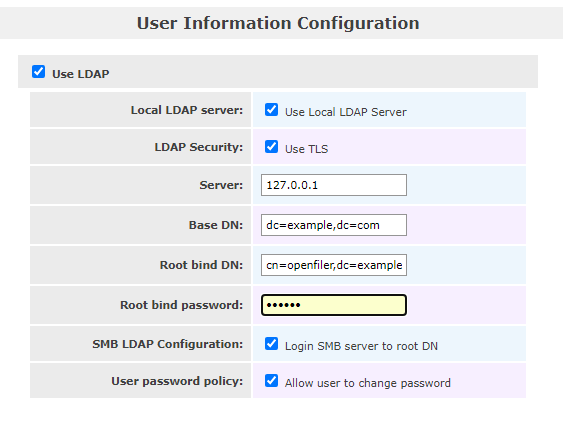 User Information Configuration
Use LDAP
Local LDAP server: Use Local LDAP Server
LDAP Security: Use TLS
Server: 127.0.0.1
Base DN: dc=example,dc=com
Root bind DN: cn=openfiler,dc=example
Root bind password: ••••••
SMB LDAP Configuration: Login SMB server to root DN
User password policy: Allow user to change password